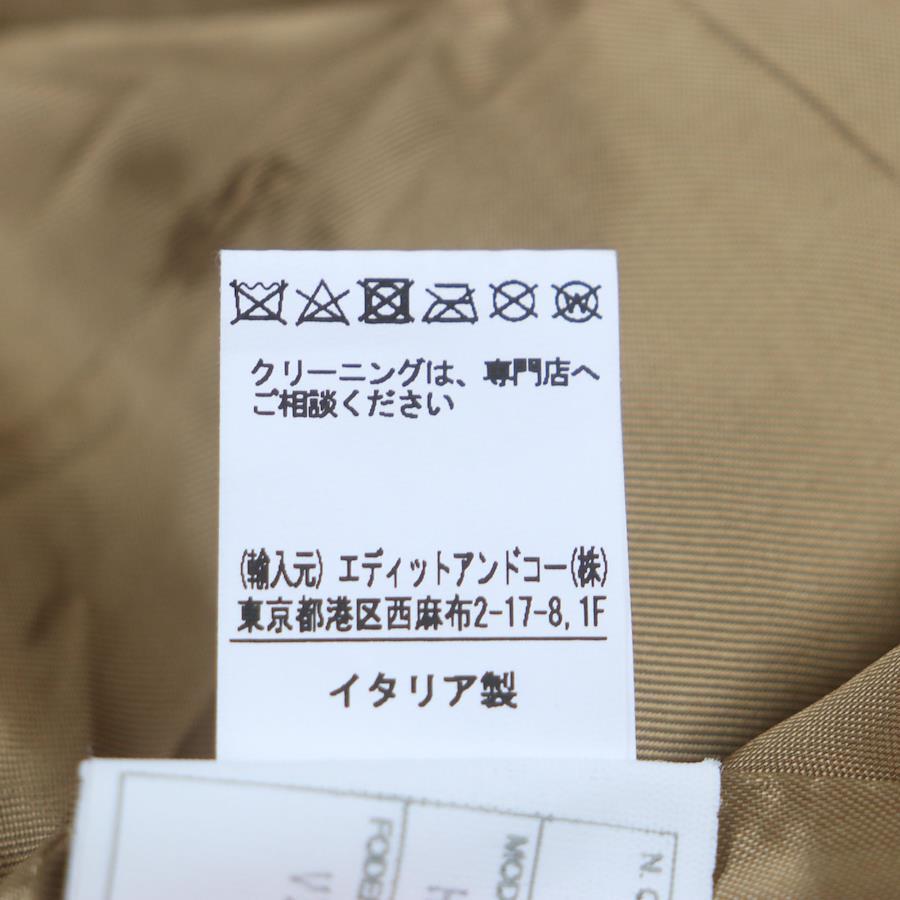 W
クリーニングは、専門店へ
ご相談ください
(輸入元) エディットアンドコー(株)
東京都港区西麻布2-17-8, 1F
イタリア製
N.
MOD